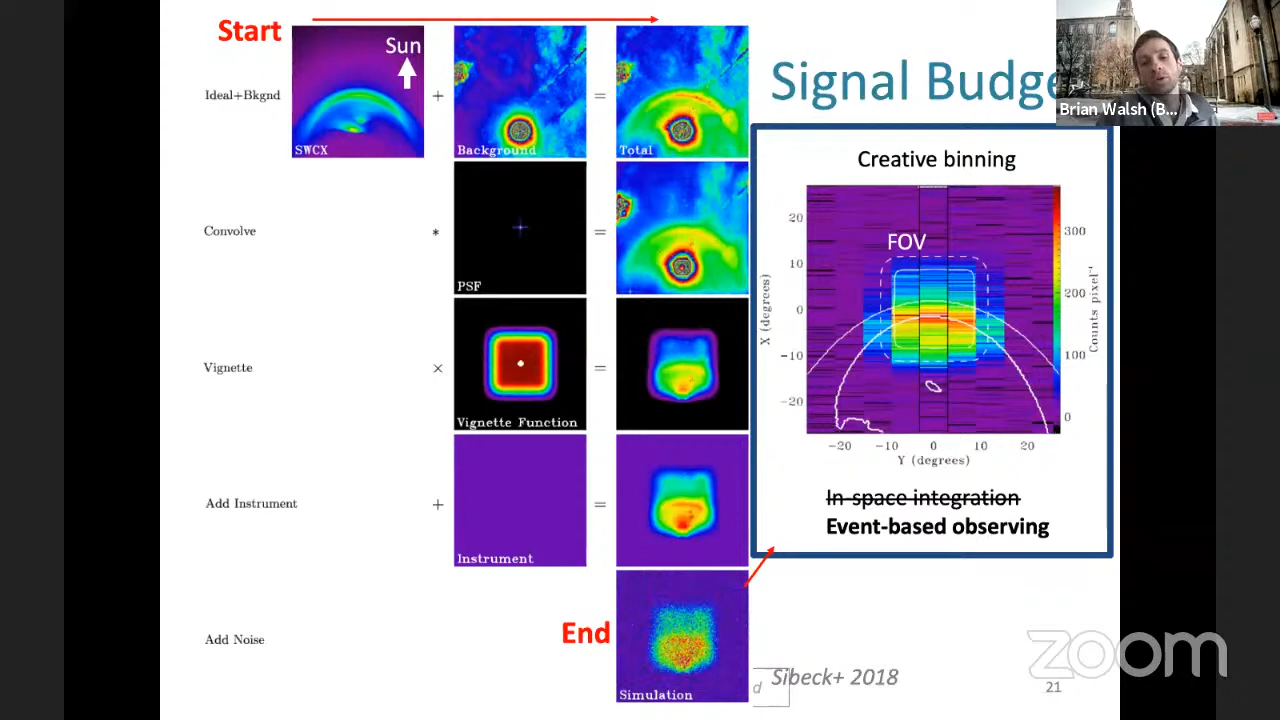 Start
Sun
Signal Budge
Brian Walsh (B...
Ideal+Bkgnd
+
=
SWCX
Background
Total
Creative binning
Convolve
*
=
PSF
FOV
Vignette
×
=
Vignette Function
20
10
0
−10
−20
X (degrees)
−20 −10 0 10 20
Y (degrees)
300
200
100
0
Counts pixel⁻¹
Add Instrument
+
=
Instrument
In-space integration
Event-based observing
Add Noise
End
Simulation
d
Sibeck+ 2018
zoom
21